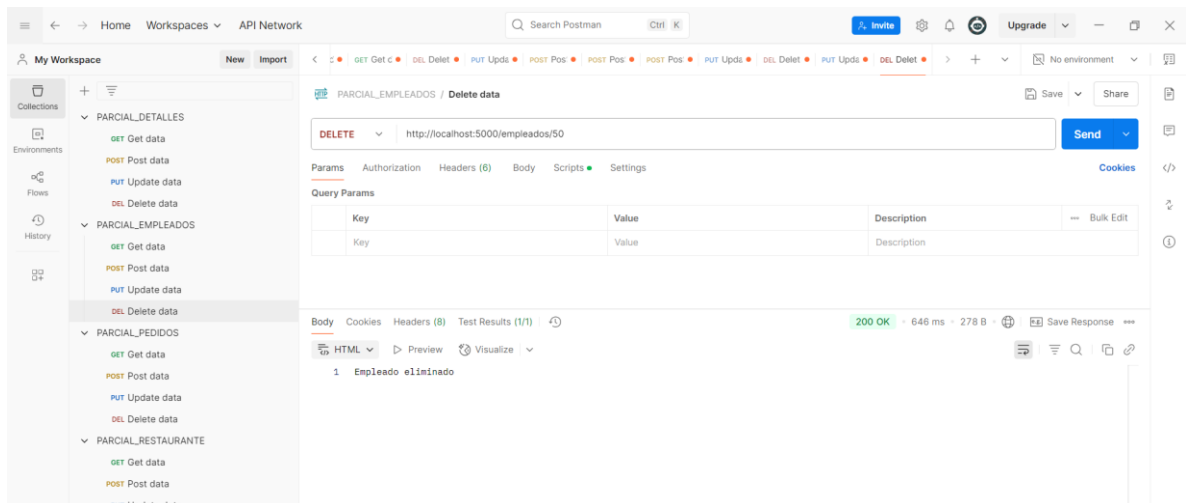 Home Workspaces API Network Search Postman Ctrl K Invite Upgrade
My Workspace New Import
GET Get c DEL Delet PUT Upda POST Pos POST Pos POST Pos PUT Upda DEL Delet PUT Upda DEL Delet No environment
Collections
Environments
Flows
History
PARCIAL_DETALLES
GET Get data
POST Post data
PUT Update data
DEL Delete data
PARCIAL_EMPLEADOS
GET Get data
POST Post data
PUT Update data
DEL Delete data
PARCIAL_PEDIDOS
GET Get data
POST Post data
PUT Update data
DEL Delete data
PARCIAL_RESTAURANTE
GET Get data
POST Post data
HTTP PARCIAL_EMPLEADOS / Delete data Save Share
DELETE http://localhost:5000/empleados/50 Send
Params Authorization Headers (6) Body Scripts Settings Cookies
Query Params
Key Value Description Bulk Edit
Key Value Description
Body Cookies Headers (8) Test Results (1/1) 200 OK 646 ms 278 B Save Response
HTML Preview Visualize
1 Empleado eliminado